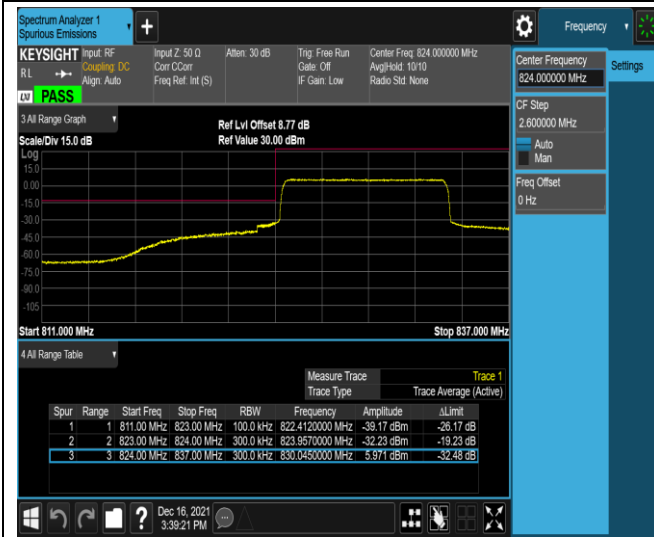 Spectrum Analyzer 1
Spurious Emissions
Frequency
KEYSIGHT
RL
Input: RF
Coupling: DC
Align: Auto
Input Z: 50 Ω
Corr CCorr
Freq Ref: Int (S)
Atten: 30 dB
Trig: Free Run
Gate: Off
IF Gain: Low
Center Freq: 824.000000 MHz
Avg|Hold: 10/10
Radio Std: None
LXI PASS
Center Frequency
824.000000 MHz
Settings
CF Step
2.600000 MHz
Auto
Man
Freq Offset
0 Hz
3 All Range Graph
Scale/Div 15.0 dB
Ref Lvl Offset 8.77 dB
Ref Value 30.00 dBm
Log
15.0
0.00
-15.0
-30.0
-45.0
-60.0
-75.0
-90.0
-105
Start 811.000 MHz
Stop 837.000 MHz
4 All Range Table
Measure Trace Trace 1
Trace Type Trace Average (Active)
Spur Range Start Freq Stop Freq RBW Frequency Amplitude ΔLimit
1 1 811.00 MHz 823.00 MHz 100.0 kHz 822.4120000 MHz -39.17 dBm -26.17 dB
2 2 823.00 MHz 824.00 MHz 300.0 kHz 823.9570000 MHz -32.23 dBm -19.23 dB
3 3 824.00 MHz 837.00 MHz 300.0 kHz 830.0450000 MHz 5.971 dBm -32.48 dB
Dec 16, 2021
3:39:21 PM